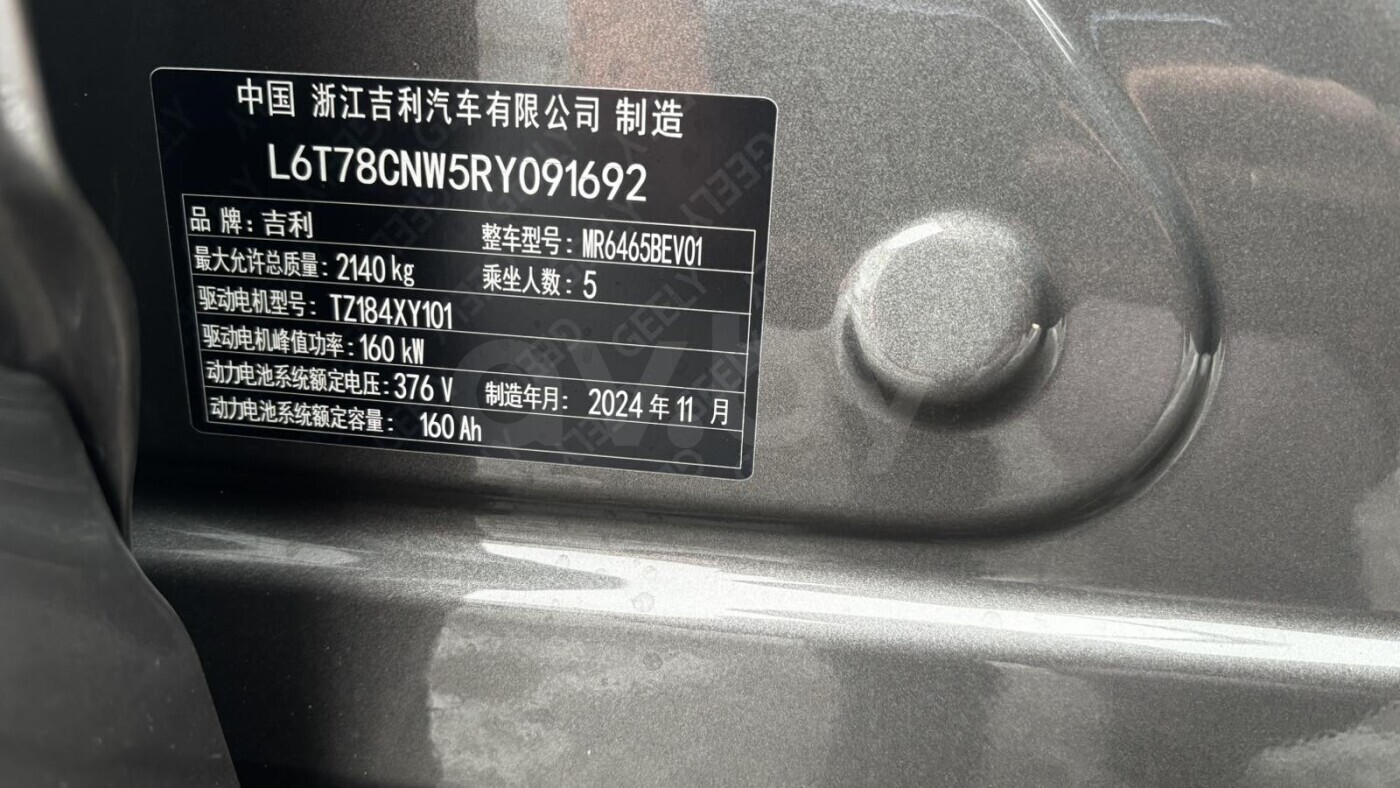 中国 浙江吉利汽车有限公司 制造
L6T78CNW5RY091692
品 牌：吉利 整车型号：MR6465BEV01
最大允许总质量：2140 kg 乘坐人数：5
驱动电机型号：TZ184XY101
驱动电机峰值功率：160 kW
动力电池系统额定电压：376 V 制造年月：2024 年 11 月
动力电池系统额定容量：160 Ah